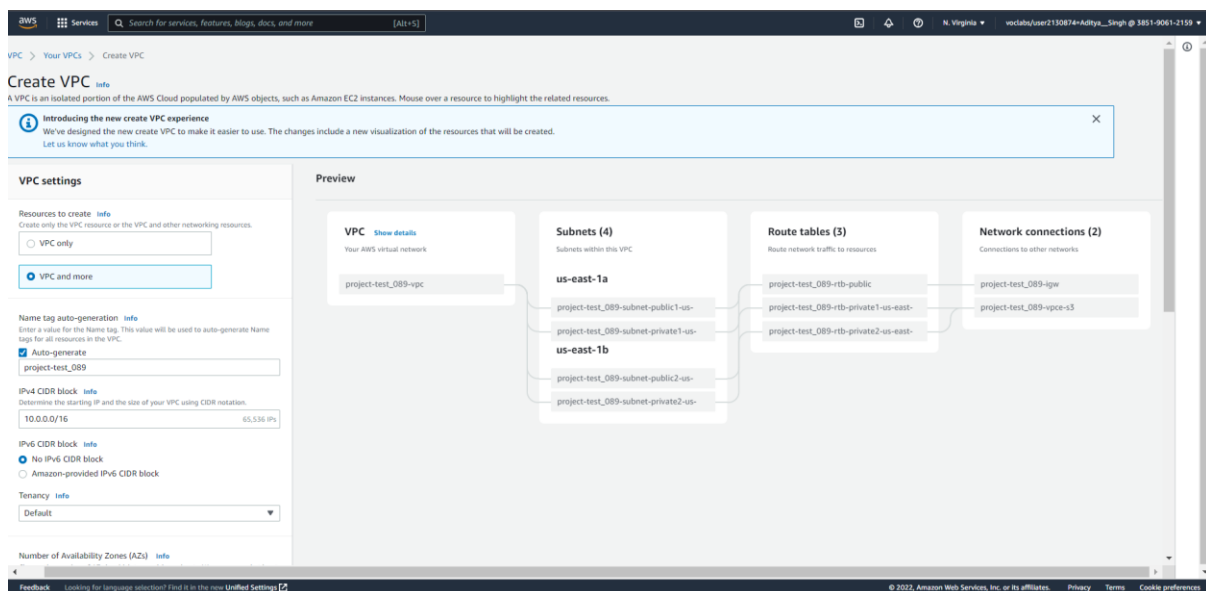 aws
Services
Search for services, features, blogs, docs, and more
[Alt+S]
N. Virginia
voclabs/user2130874=Aditya__Singh @ 3851-9061-2159
VPC > Your VPCs > Create VPC
Create VPC Info
A VPC is an isolated portion of the AWS Cloud populated by AWS objects, such as Amazon EC2 instances. Mouse over a resource to highlight the related resources.
Introducing the new create VPC experience
We've designed the new create VPC to make it easier to use. The changes include a new visualization of the resources that will be created.
Let us know what you think.
VPC settings
Resources to create Info
Create only the VPC resource or the VPC and other networking resources.
VPC only
VPC and more
Name tag auto-generation Info
Enter a value for the Name tag. This value will be used to auto-generate Name
tags for all resources in the VPC.
Auto-generate
project-test_089
IPv4 CIDR block Info
Determine the starting IP and the size of your VPC using CIDR notation.
10.0.0.0/16
65,536 IPs
IPv6 CIDR block Info
No IPv6 CIDR block
Amazon-provided IPv6 CIDR block
Tenancy Info
Default
Number of Availability Zones (AZs) Info
Preview
VPC Show details
Your AWS virtual network
project-test_089-vpc
Subnets (4)
Subnets within this VPC
us-east-1a
project-test_089-subnet-public1-us-
project-test_089-subnet-private1-us-
us-east-1b
project-test_089-subnet-public2-us-
project-test_089-subnet-private2-us-
Route tables (3)
Route network traffic to resources
project-test_089-rtb-public
project-test_089-rtb-private1-us-east-
project-test_089-rtb-private2-us-east-
Network connections (2)
Connections to other networks
project-test_089-igw
project-test_089-vpce-s3
Feedback
Looking for language selection? Find it in the new Unified Settings
© 2022, Amazon Web Services, Inc. or its affiliates.
Privacy
Terms
Cookie preferences